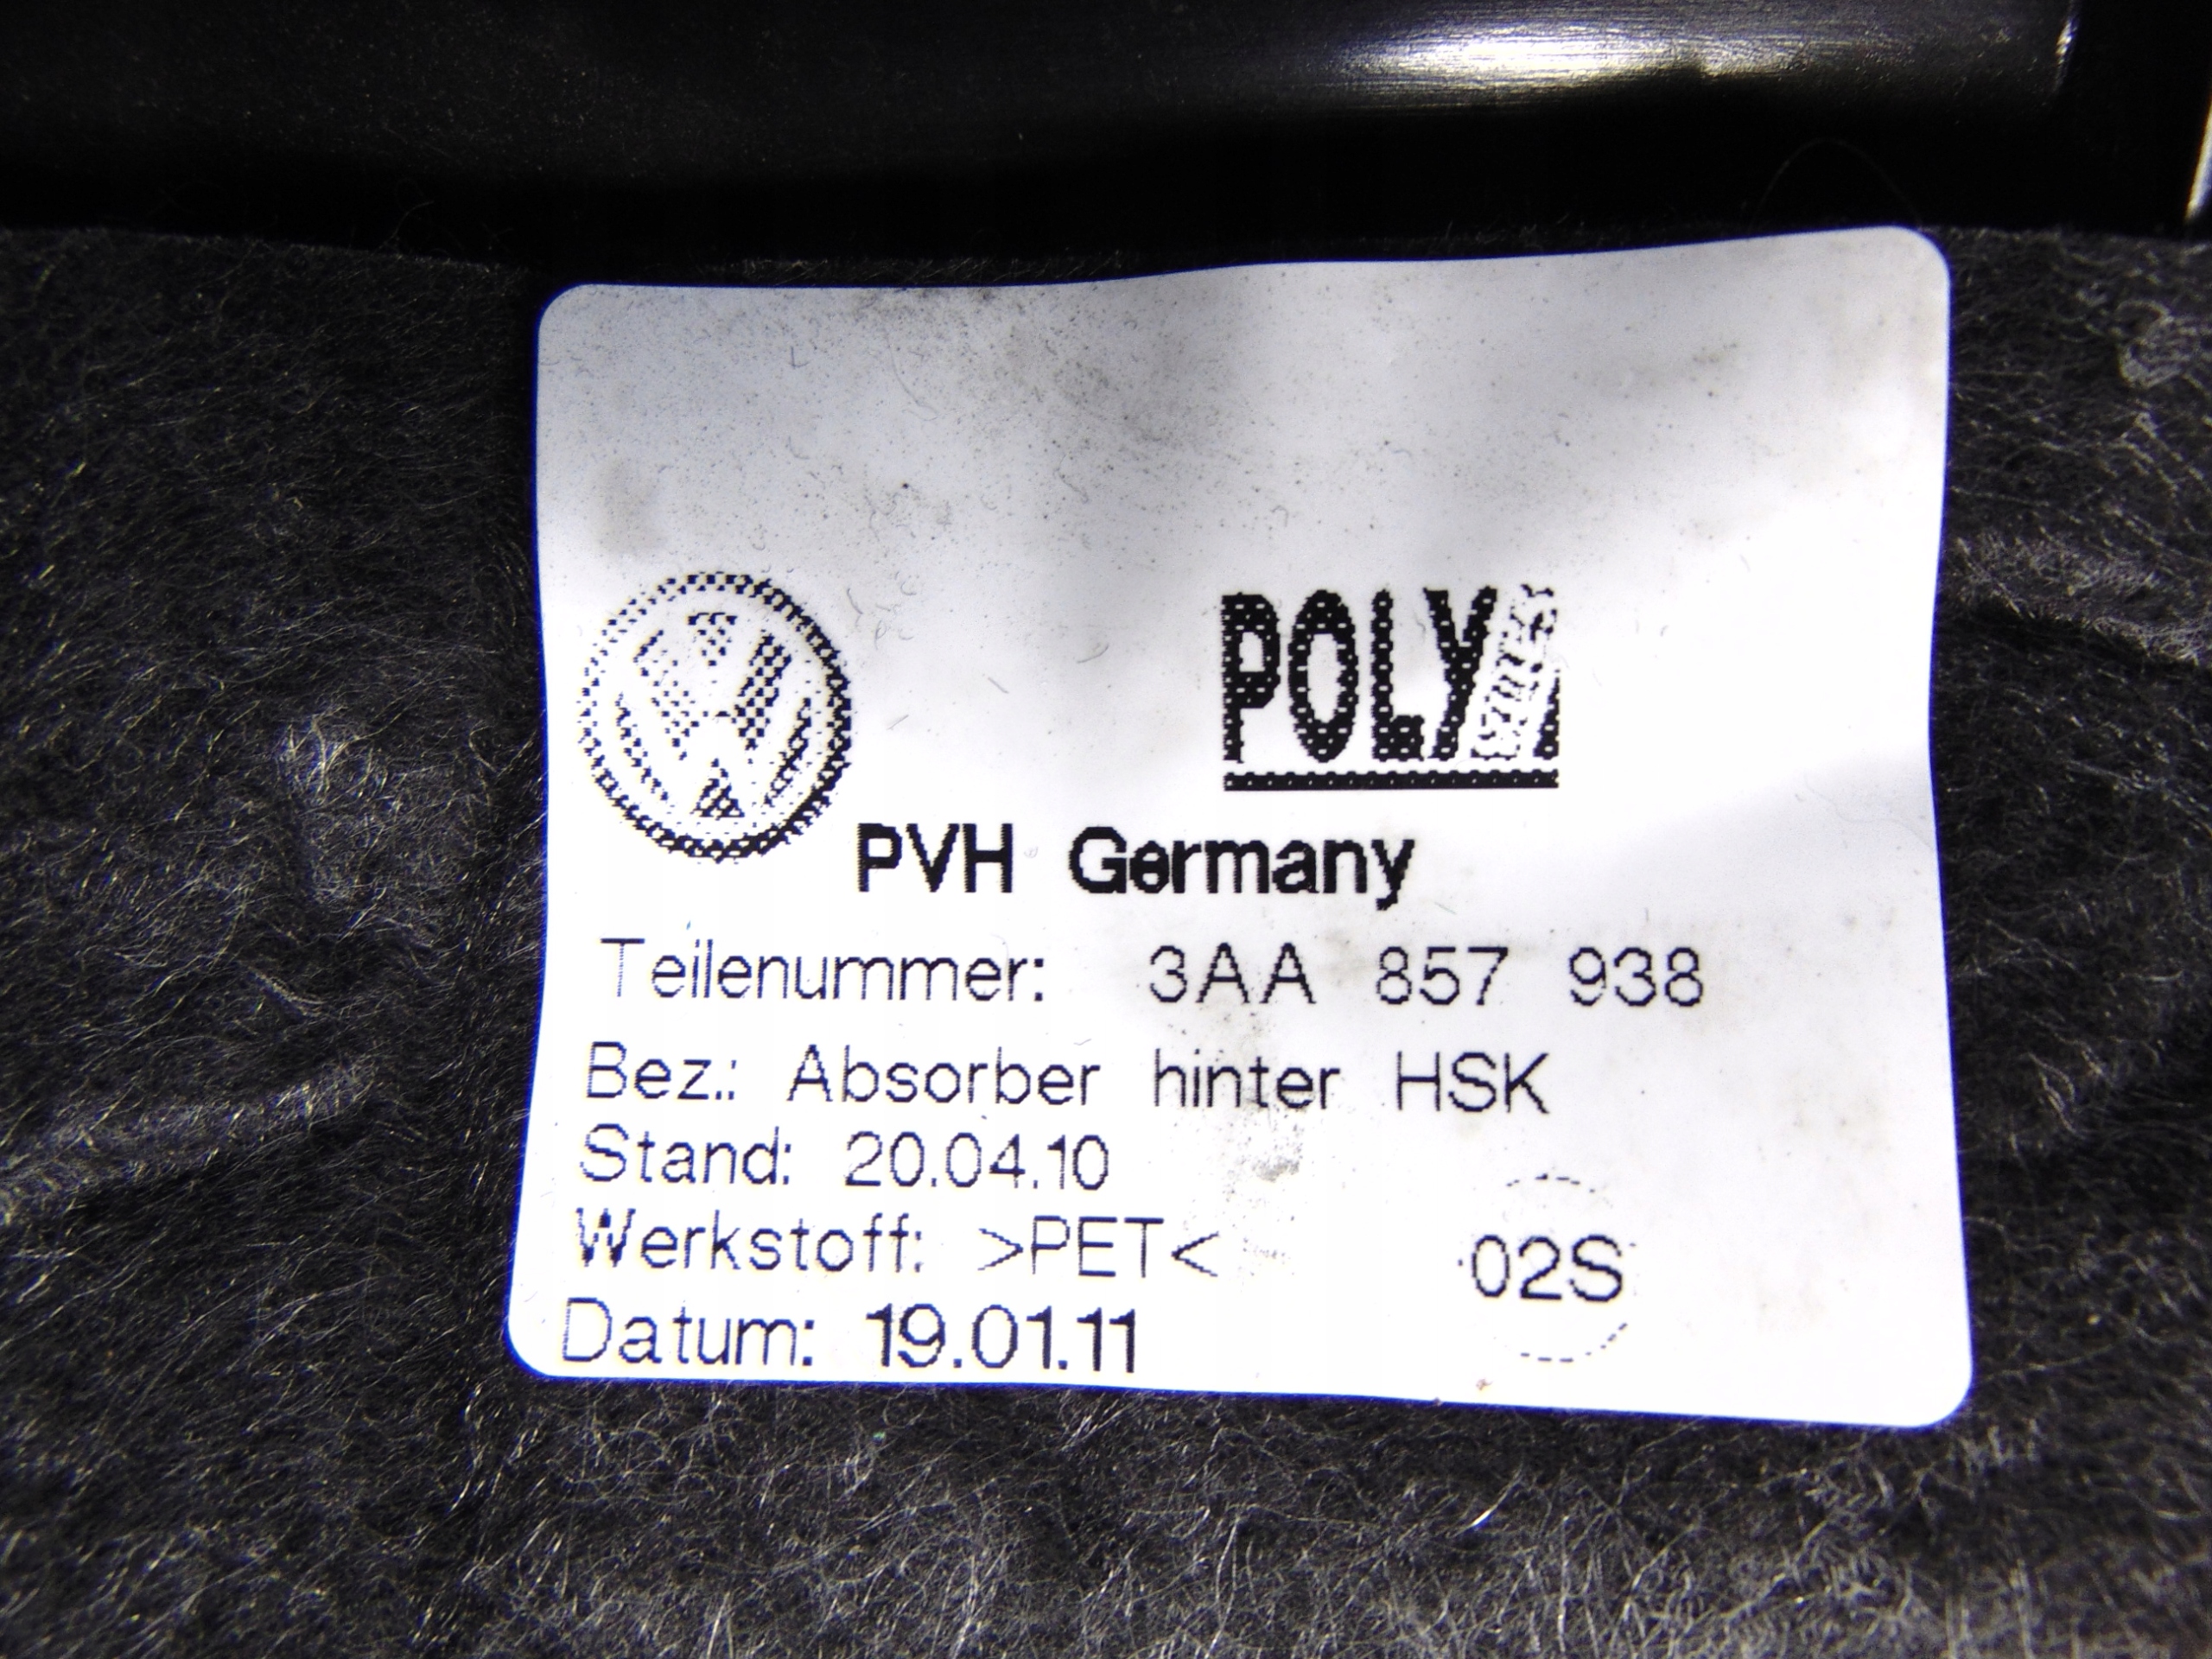 POLY
PVH Germany
Teilenummer: 3AA 857 938
Bez.: Absorber hinter HSK
Stand: 20.04.10
Werkstoff: >PET<
02S
Datum: 19.01.11